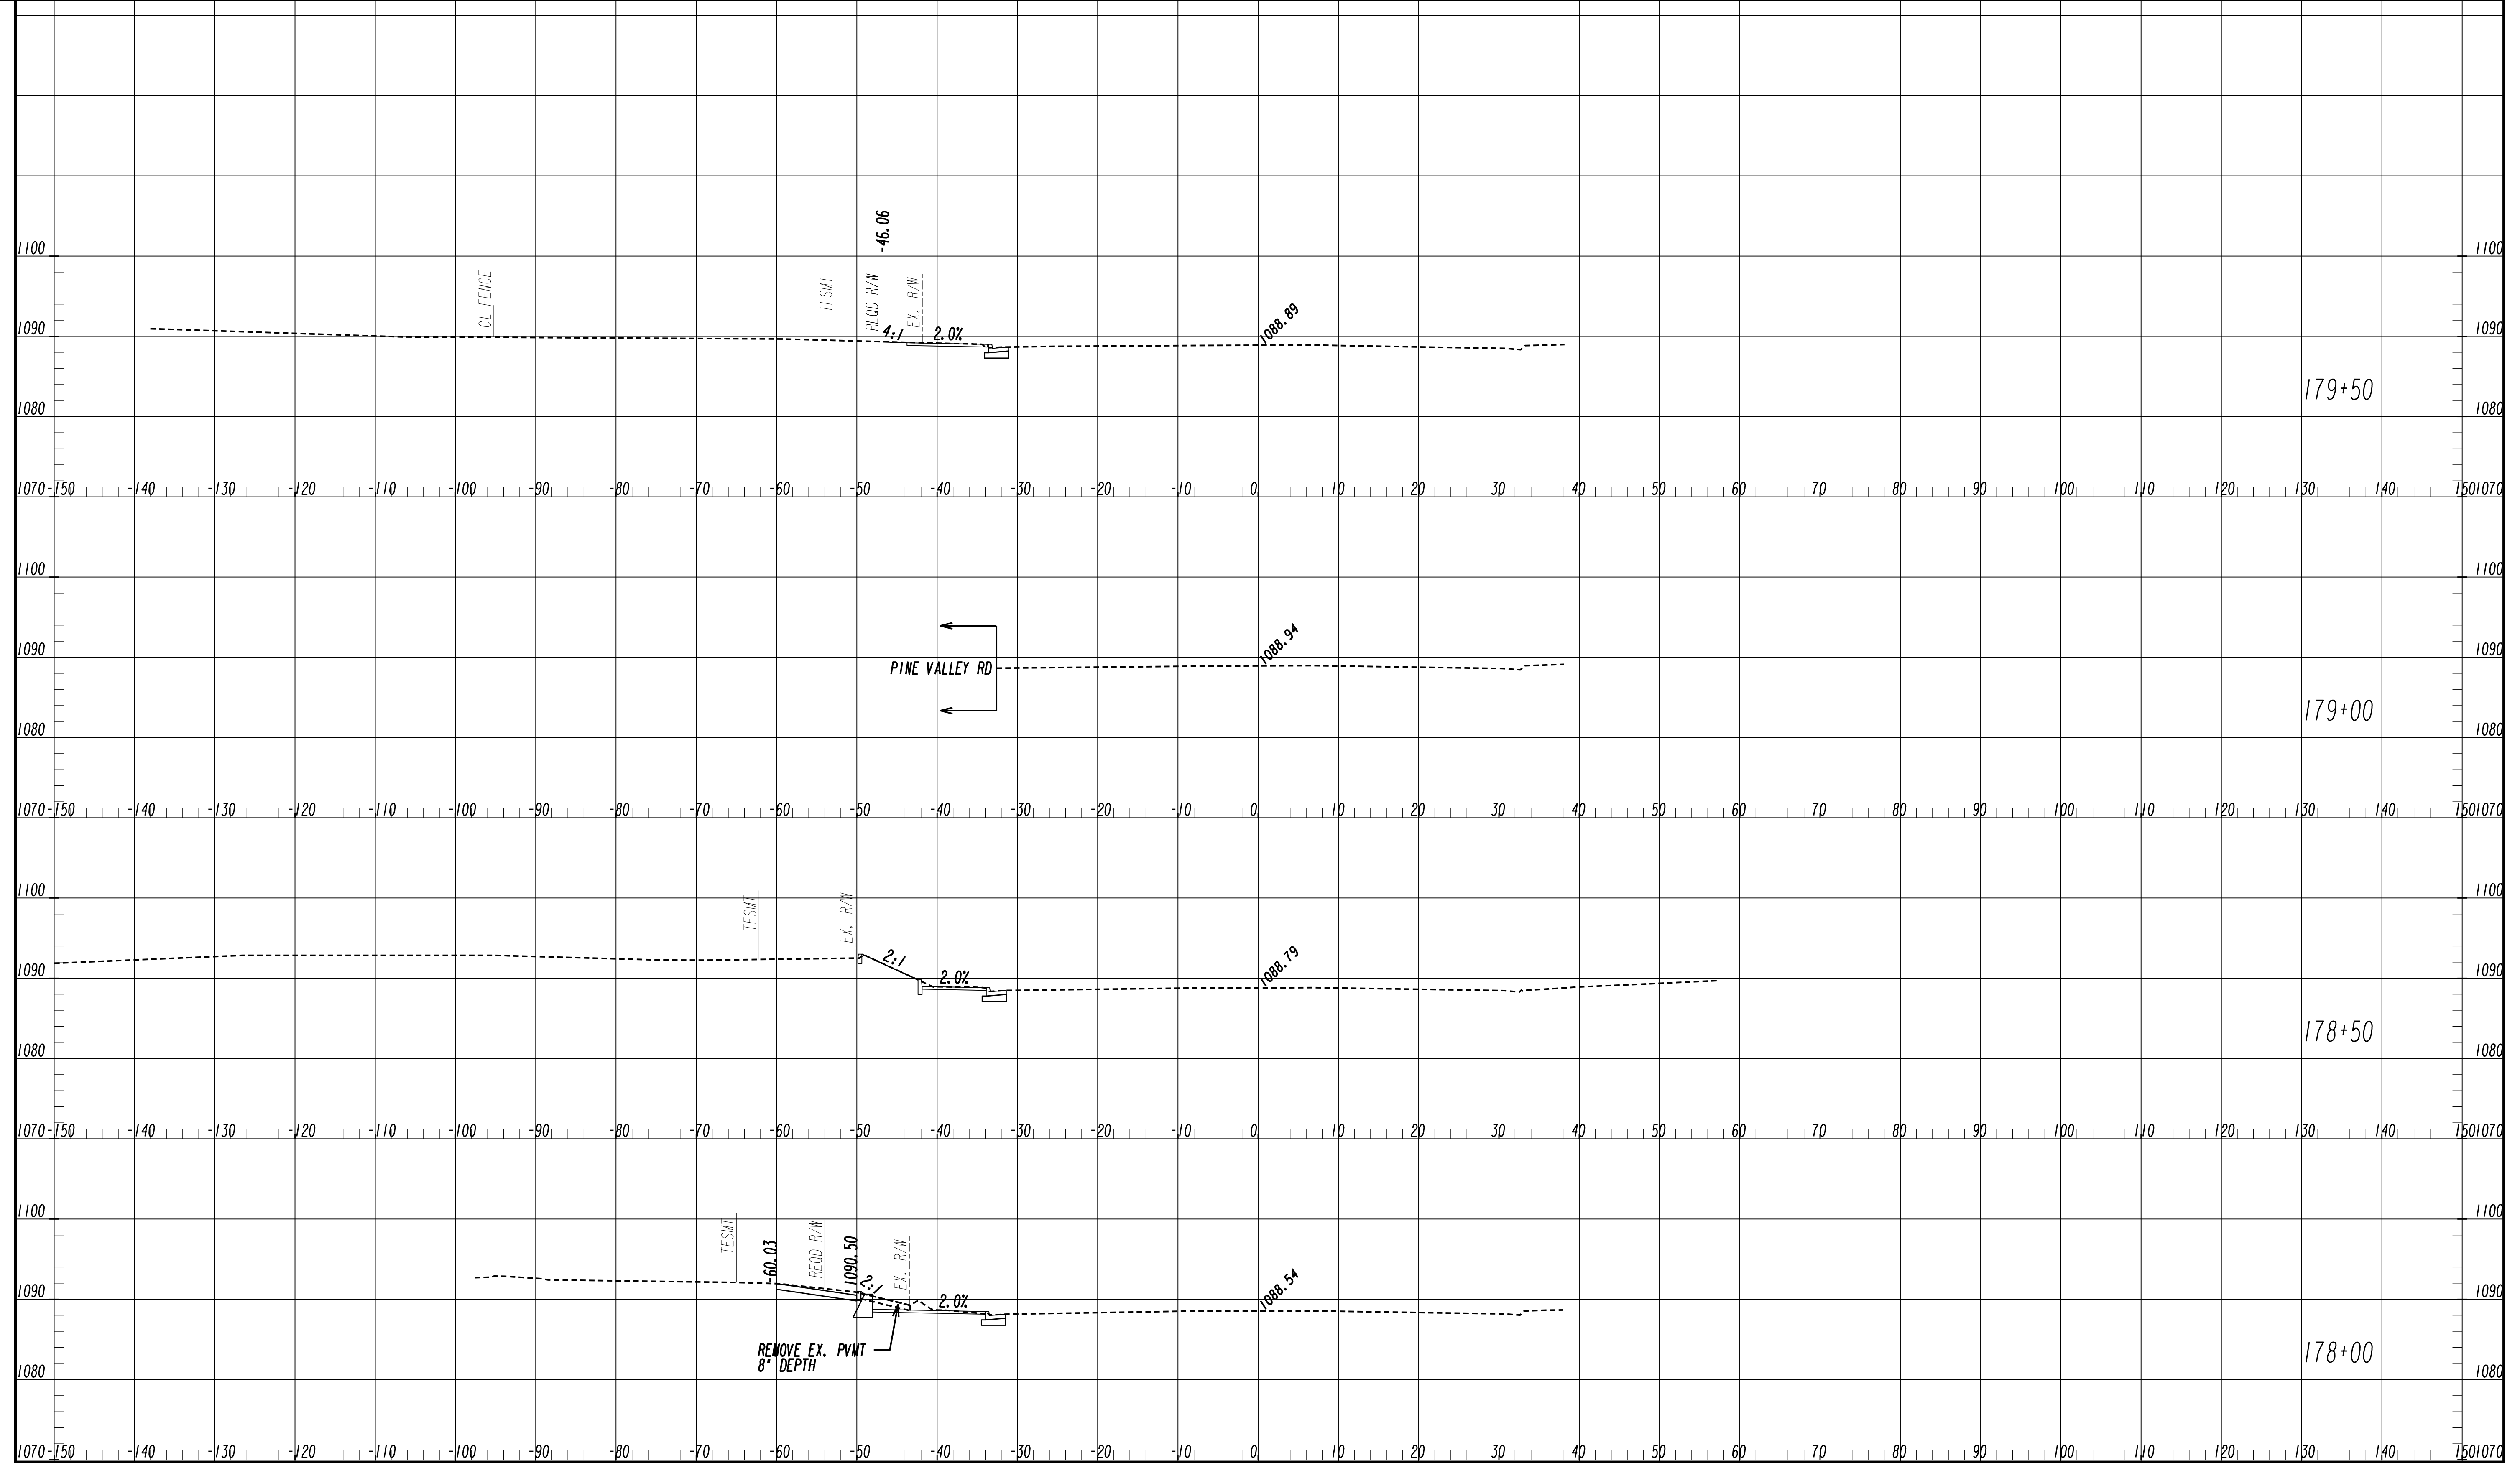 -46.06
1100 1100
CL FENCE TESMT REQD R/W EX. R/W
1088.89
1090 4:1 2.0% 1090
179+50
1080 1080
1070 -150 -140 -130 -120 -110 -100 -90 -80 -70 -60 -50 -40 -30 -20 -10 0 10 20 30 40 50 60 70 80 90 100 110 120 130 140 150 1070
1100 1100
1088.94
1090 1090
PINE VALLEY RD
179+00
1080 1080
1070 -150 -140 -130 -120 -110 -100 -90 -80 -70 -60 -50 -40 -30 -20 -10 0 10 20 30 40 50 60 70 80 90 100 110 120 130 140 150 1070
1100 1100
TESMT EX. R/W
2:1 1088.79
1090 2.0% 1090
178+50
1080 1080
1070 -150 -140 -130 -120 -110 -100 -90 -80 -70 -60 -50 -40 -30 -20 -10 0 10 20 30 40 50 60 70 80 90 100 110 120 130 140 150 1070
1100 1100
TESMT -60.03 REQD R/W 1090.50 EX. R/W
2:1 1088.54
1090 2.0% 1090
REMOVE EX. PVMT
8" DEPTH
178+00
1080 1080
1070 -150 -140 -130 -120 -110 -100 -90 -80 -70 -60 -50 -40 -30 -20 -10 0 10 20 30 40 50 60 70 80 90 100 110 120 130 140 150 1070